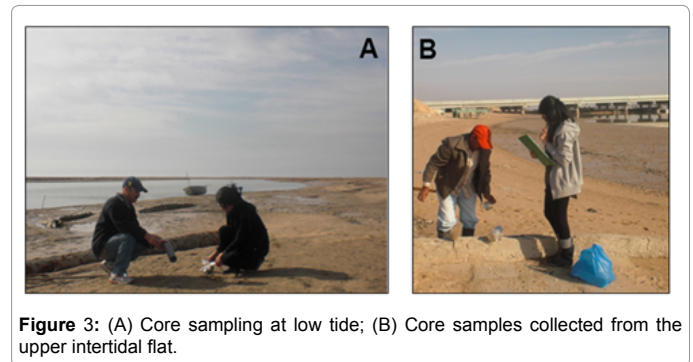 A
B
Figure 3: (A) Core sampling at low tide; (B) Core samples collected from the
upper intertidal flat.